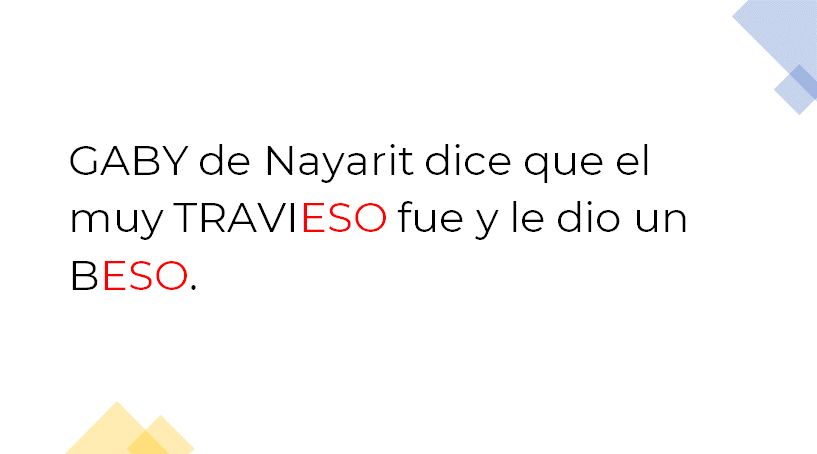 GABY de Nayarit dice que el
muy TRAVIESO fue y le dio un
BESO.